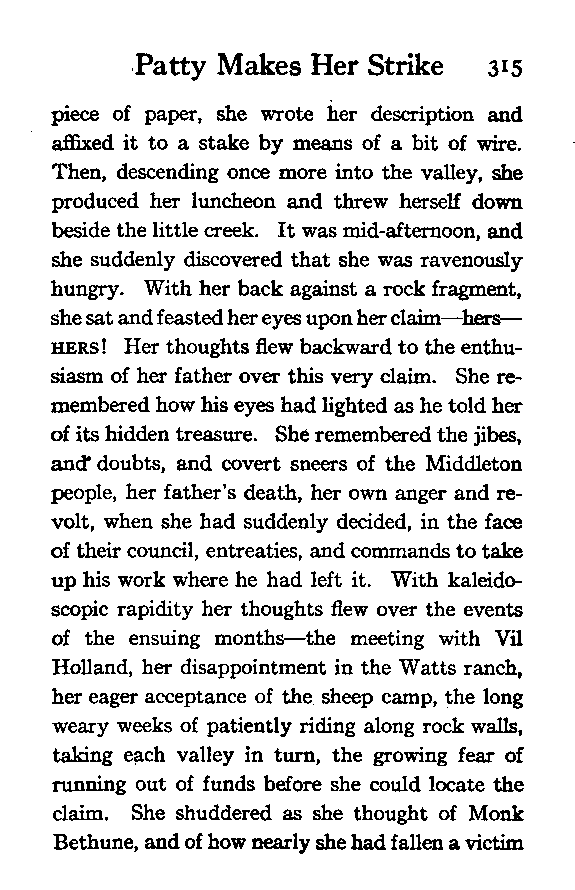 Patty Makes Her Strike 315
piece of paper, she wrote her description and
affixed it to a stake by means of a bit of wire.
Then, descending once more into the valley, she
produced her luncheon and threw herself down
beside the little creek. It was mid-afternoon, and
she suddenly discovered that she was ravenously
hungry. With her back against a rock fragment,
she sat and feasted her eyes upon her claim—hers—
HERS! Her thoughts flew backward to the enthu-
siasm of her father over this very claim. She re-
membered how his eyes had lighted as he told her
of its hidden treasure. She remembered the jibes,
and doubts, and covert sneers of the Middleton
people, her father's death, her own anger and re-
volt, when she had suddenly decided, in the face
of their council, entreaties, and commands to take
up his work where he had left it. With kaleido-
scopic rapidity her thoughts flew over the events
of the ensuing months—the meeting with Vil
Holland, her disappointment in the Watts ranch,
her eager acceptance of the sheep camp, the long
weary weeks of patiently riding along rock walls,
taking each valley in turn, the growing fear of
running out of funds before she could locate the
claim. She shuddered as she thought of Monk
Bethune, and of how nearly she had fallen a victim